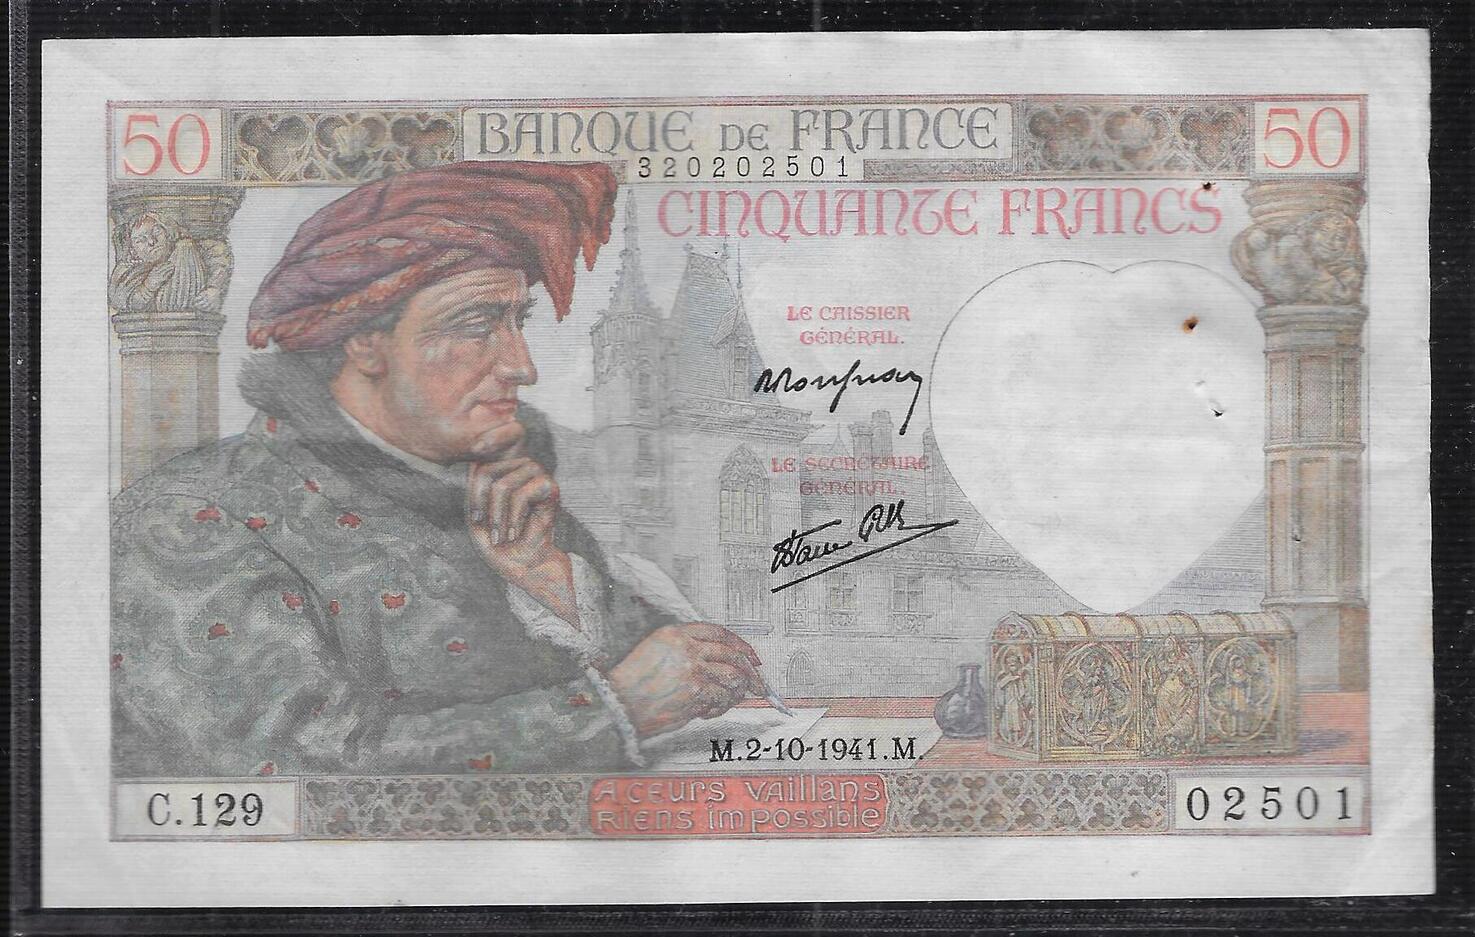 50 BANQUE DE FRANCE 50
320202501
CINQUANTE FRANCS
LE CAISSIER
GÉNÉRAL.
LE SECRÉTAIRE
GÉNÉRAL
M.2-10-1941.M.
C.129
A CEURS VAILLANS
RIENS IMPOSSIBLE
02501